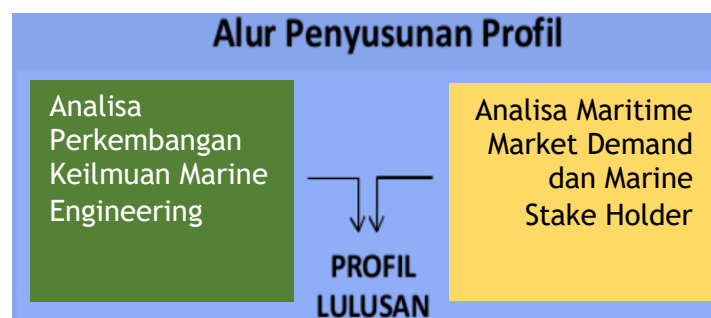 Alur Penyusunan Profil
Analisa
Perkembangan
Keilmuan Marine
Engineering
Analisa Maritime
Market Demand
dan Marine
Stake Holder
PROFIL
LULUSAN